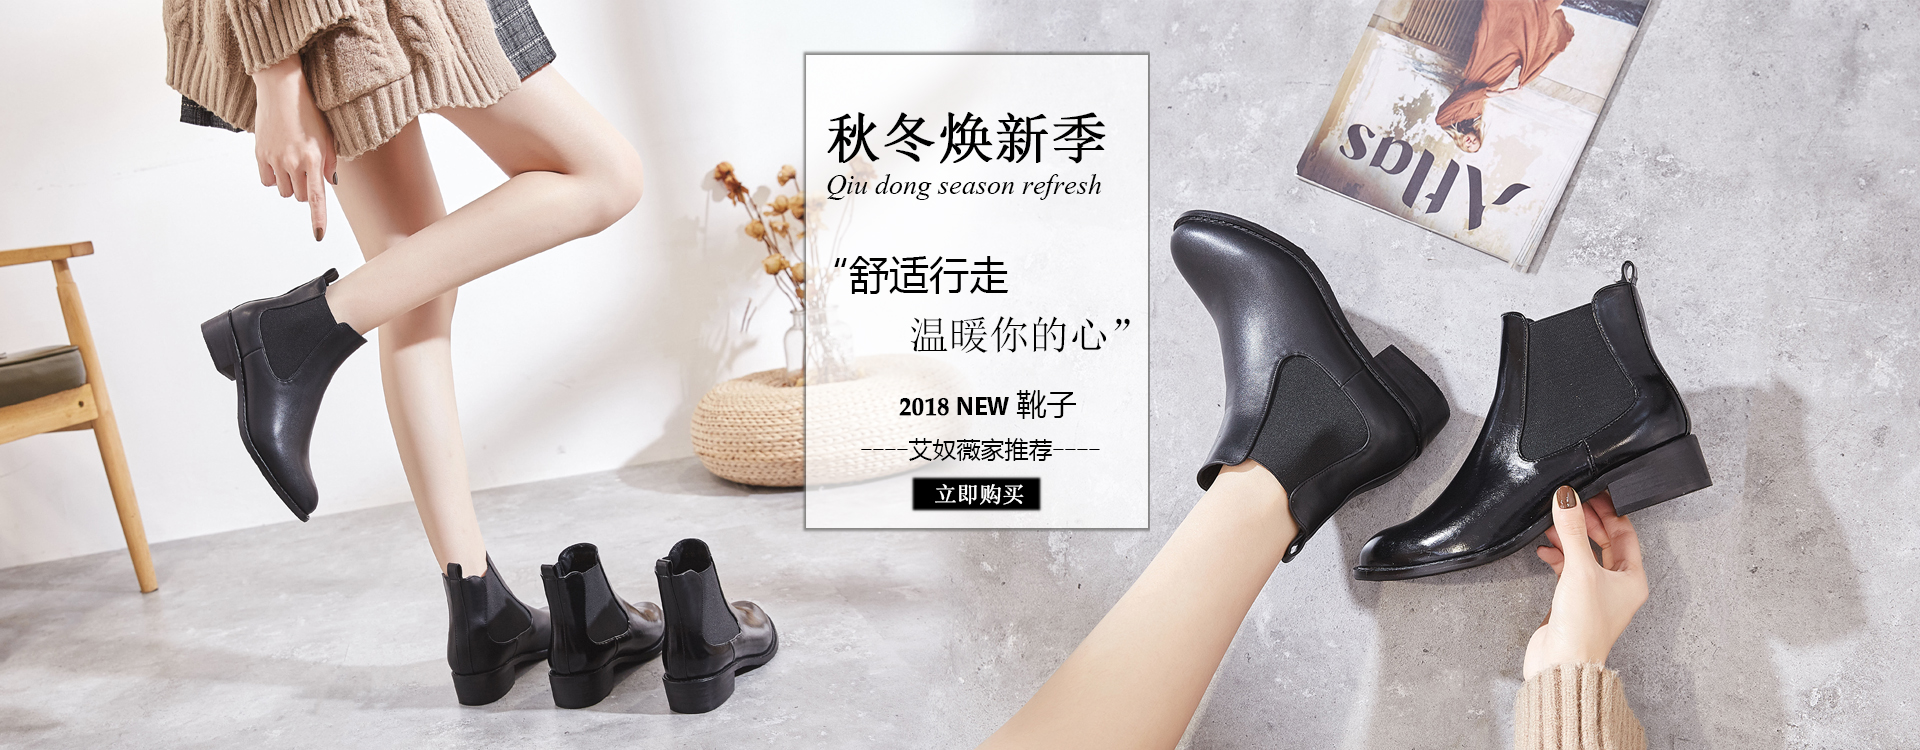 秋冬焕新季
Qiu dong season refresh
“舒适行走
温暖你的心”
2018 NEW 靴子
----艾奴薇家推荐----
立即购买
Atlas